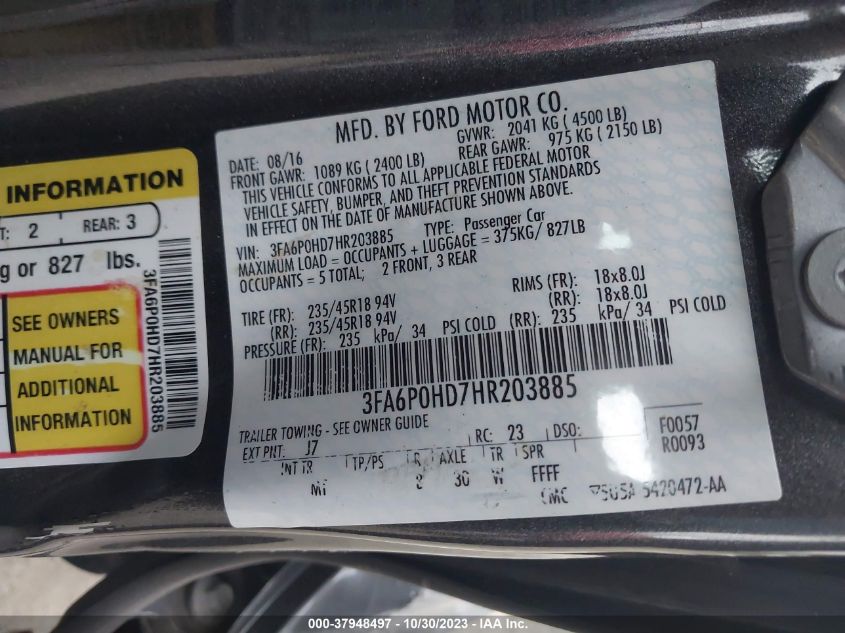 INFORMATION
T: 2 REAR: 3
g or 827 lbs.
SEE OWNERS
MANUAL FOR
ADDITIONAL
INFORMATION
3FA6P0HD7HR203885
MFD. BY FORD MOTOR CO.
DATE: 08/16 GVWR: 2041 KG ( 4500 LB)
FRONT GAWR: 1089 KG ( 2400 LB) REAR GAWR: 975 KG ( 2150 LB)
THIS VEHICLE CONFORMS TO ALL APPLICABLE FEDERAL MOTOR
VEHICLE SAFETY, BUMPER, AND THEFT PREVENTION STANDARDS
IN EFFECT ON THE DATE OF MANUFACTURE SHOWN ABOVE.
VIN: 3FA6P0HD7HR203885 TYPE: Passenger Car
MAXIMUM LOAD = OCCUPANTS + LUGGAGE = 375KG/ 827LB
OCCUPANTS = 5 TOTAL; 2 FRONT, 3 REAR
TIRE (FR): 235/45R18 94V RIMS (FR): 18x8.0J
(RR): 235/45R18 94V (RR): 18x8.0J
PRESSURE (FR): 235 kPa/ 34 PSI COLD (RR): 235 kPa/ 34 PSI COLD
3FA6P0HD7HR203885
TRAILER TOWING - SEE OWNER GUIDE
EXT PNT: J7 RC: 23 DSO: F0057
R0093
INT TR TP/PS R AXLE TR SPR
MF 8 30 W FFFF
5420472-AA
000-37948497 - 10/30/2023 - © IAA Inc.